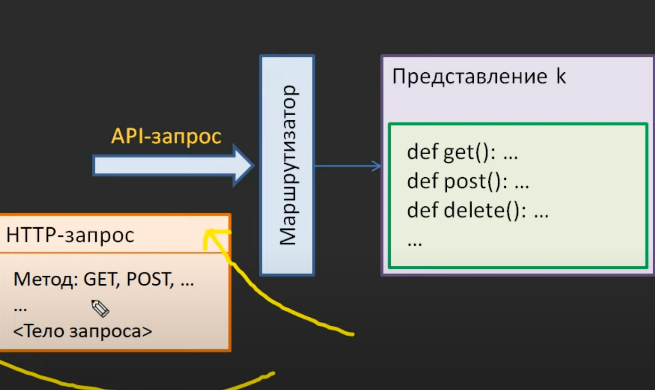 API-запрос
Маршрутизатор
Представление k
def get(): ...
def post(): ...
def delete(): ...
...
HTTP-запрос
Метод: GET, POST, ...
...
<Тело запроса>